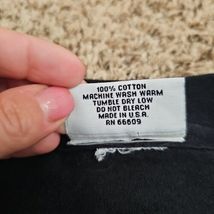 100% COTTON
MACHINE WASH WARM
TUMBLE DRY LOW
DO NOT BLEACH
MADE IN U.S.A.
RN 66609